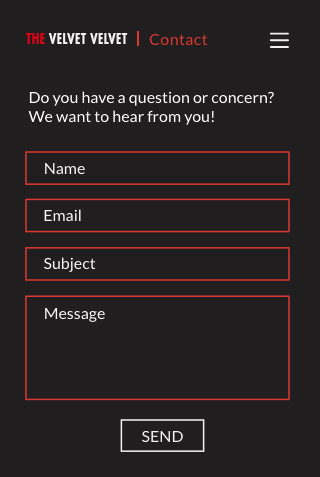 THE VELVET VELVET | Contact
Do you have a question or concern?
We want to hear from you!
Name
Email
Subject
Message
SEND